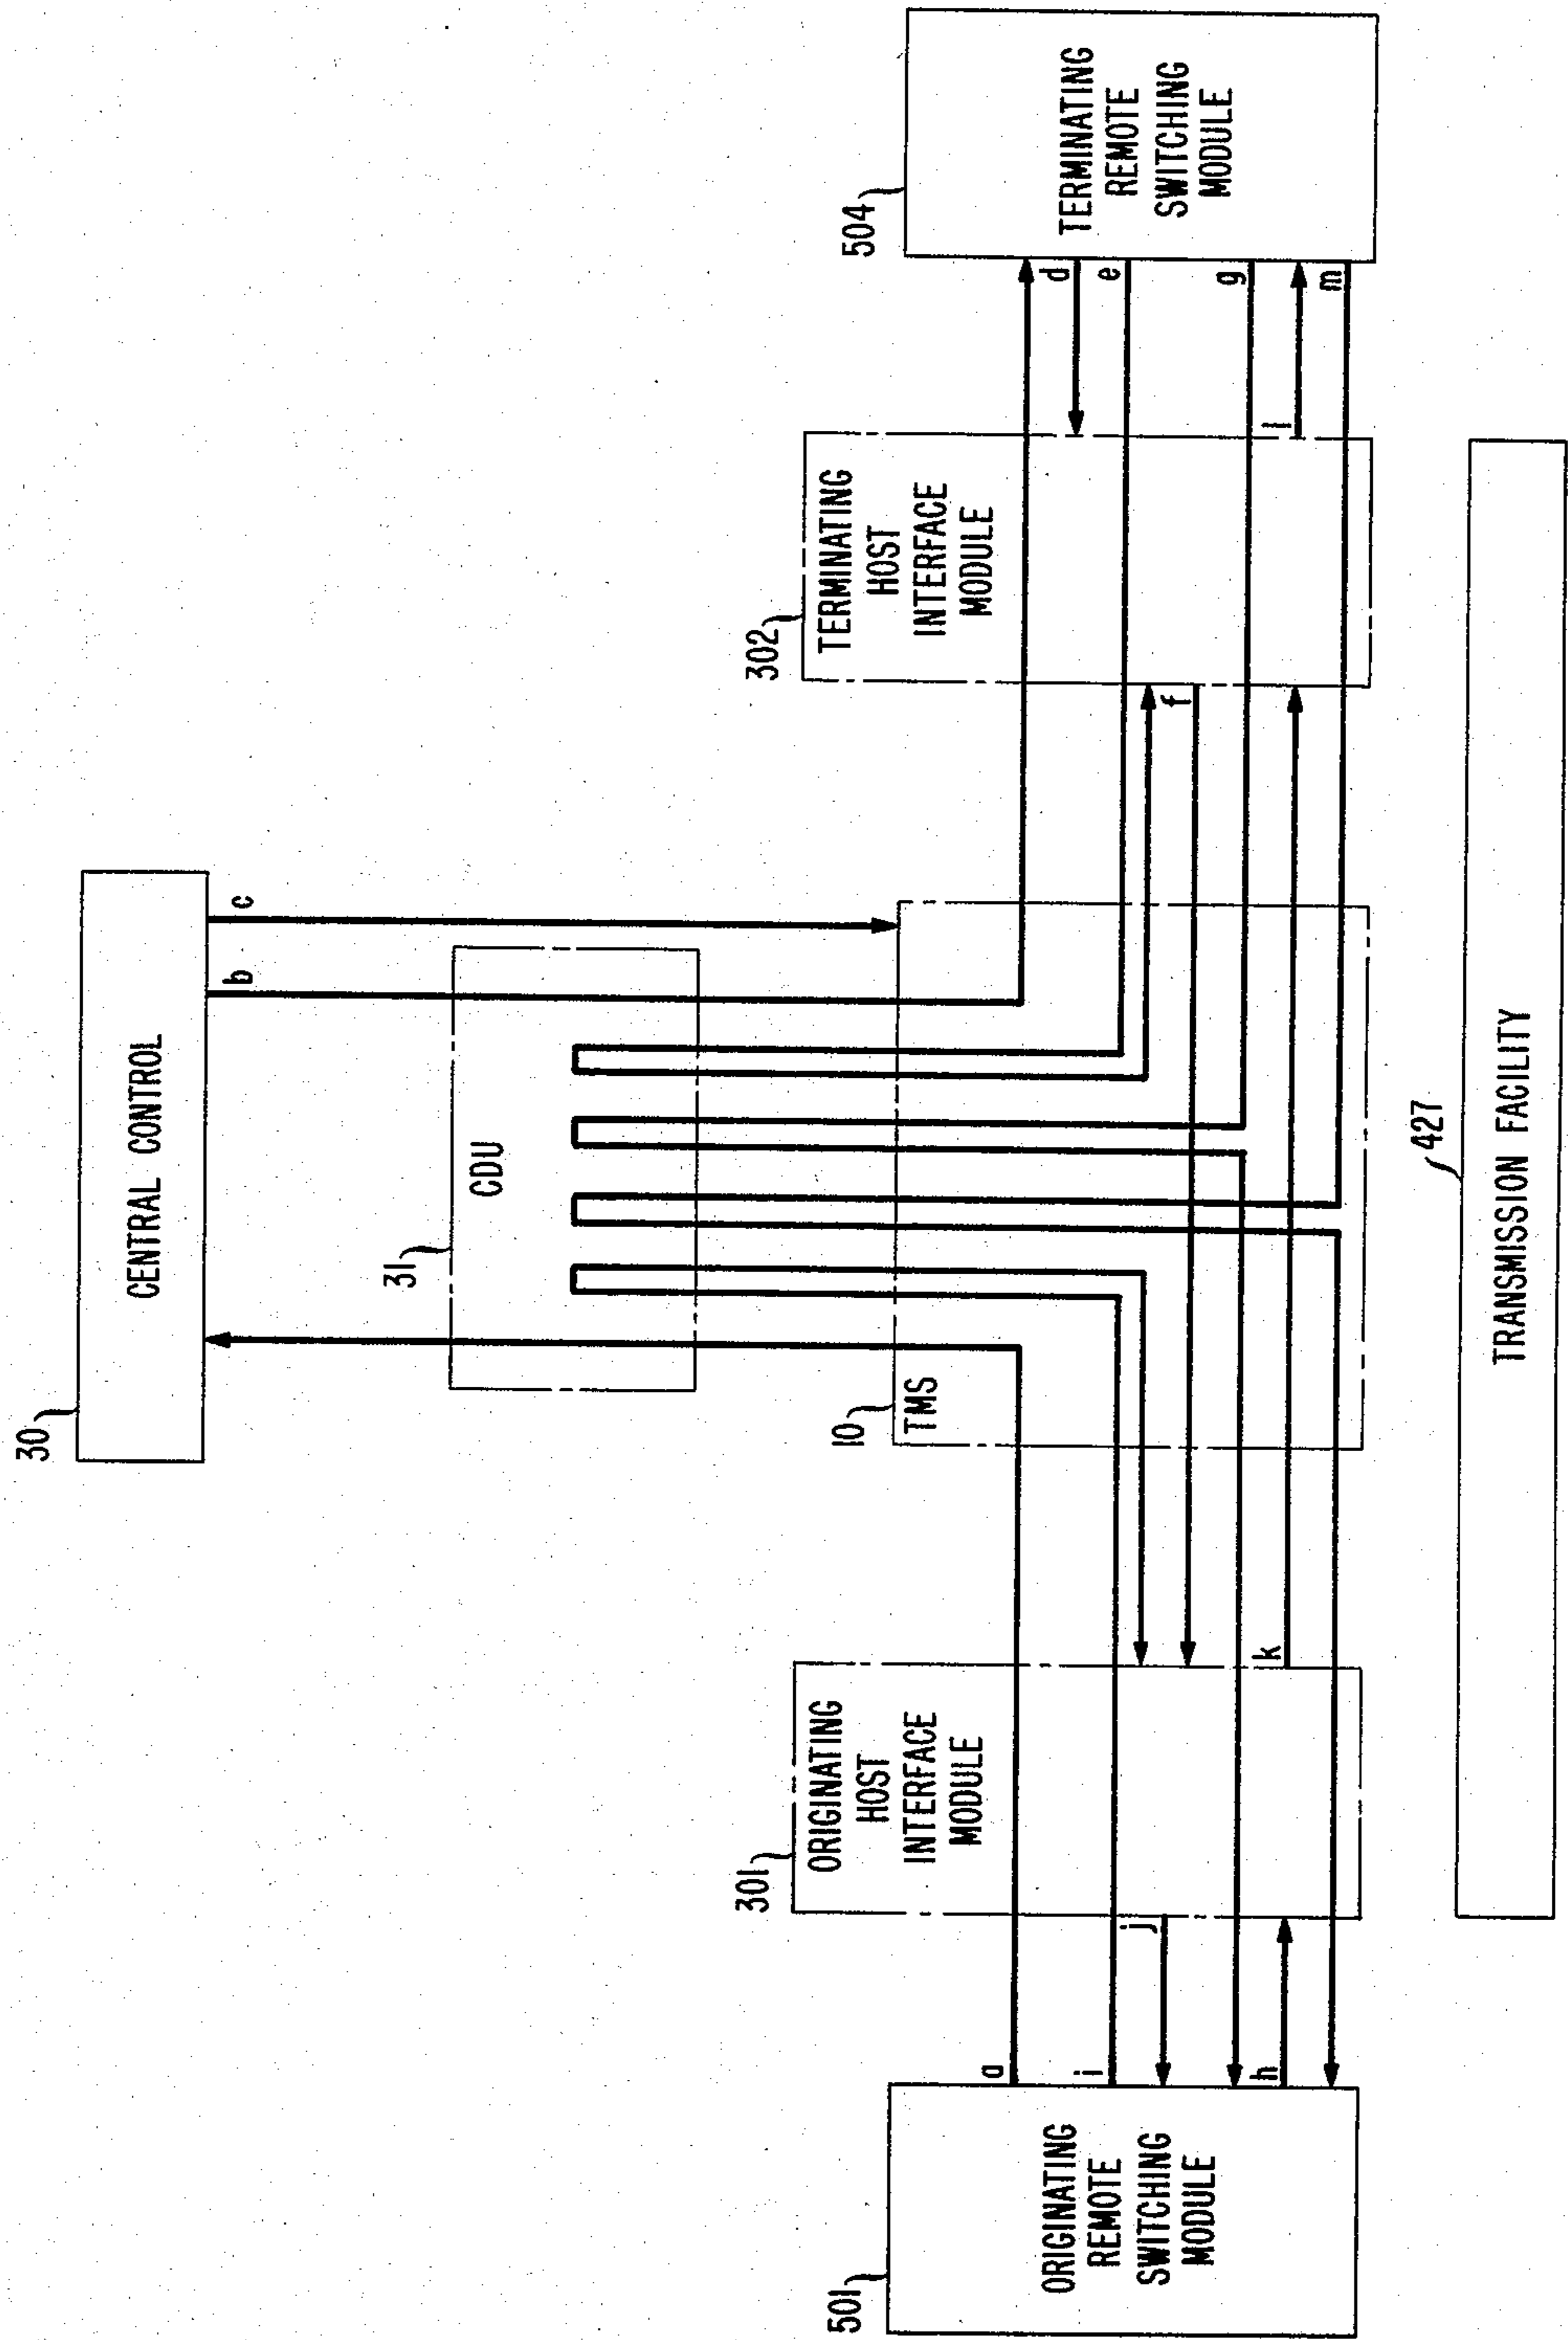 30
CENTRAL CONTROL
b
c
31
CDU
10
TMS
301
ORIGINATING
HOST
INTERFACE
MODULE
302
TERMINATING
HOST
INTERFACE
MODULE
501
ORIGINATING
REMOTE
SWITCHING
MODULE
504
TERMINATING
REMOTE
SWITCHING
MODULE
a
i
j
h
k
f
l
d
e
g
m
427
TRANSMISSION FACILITY